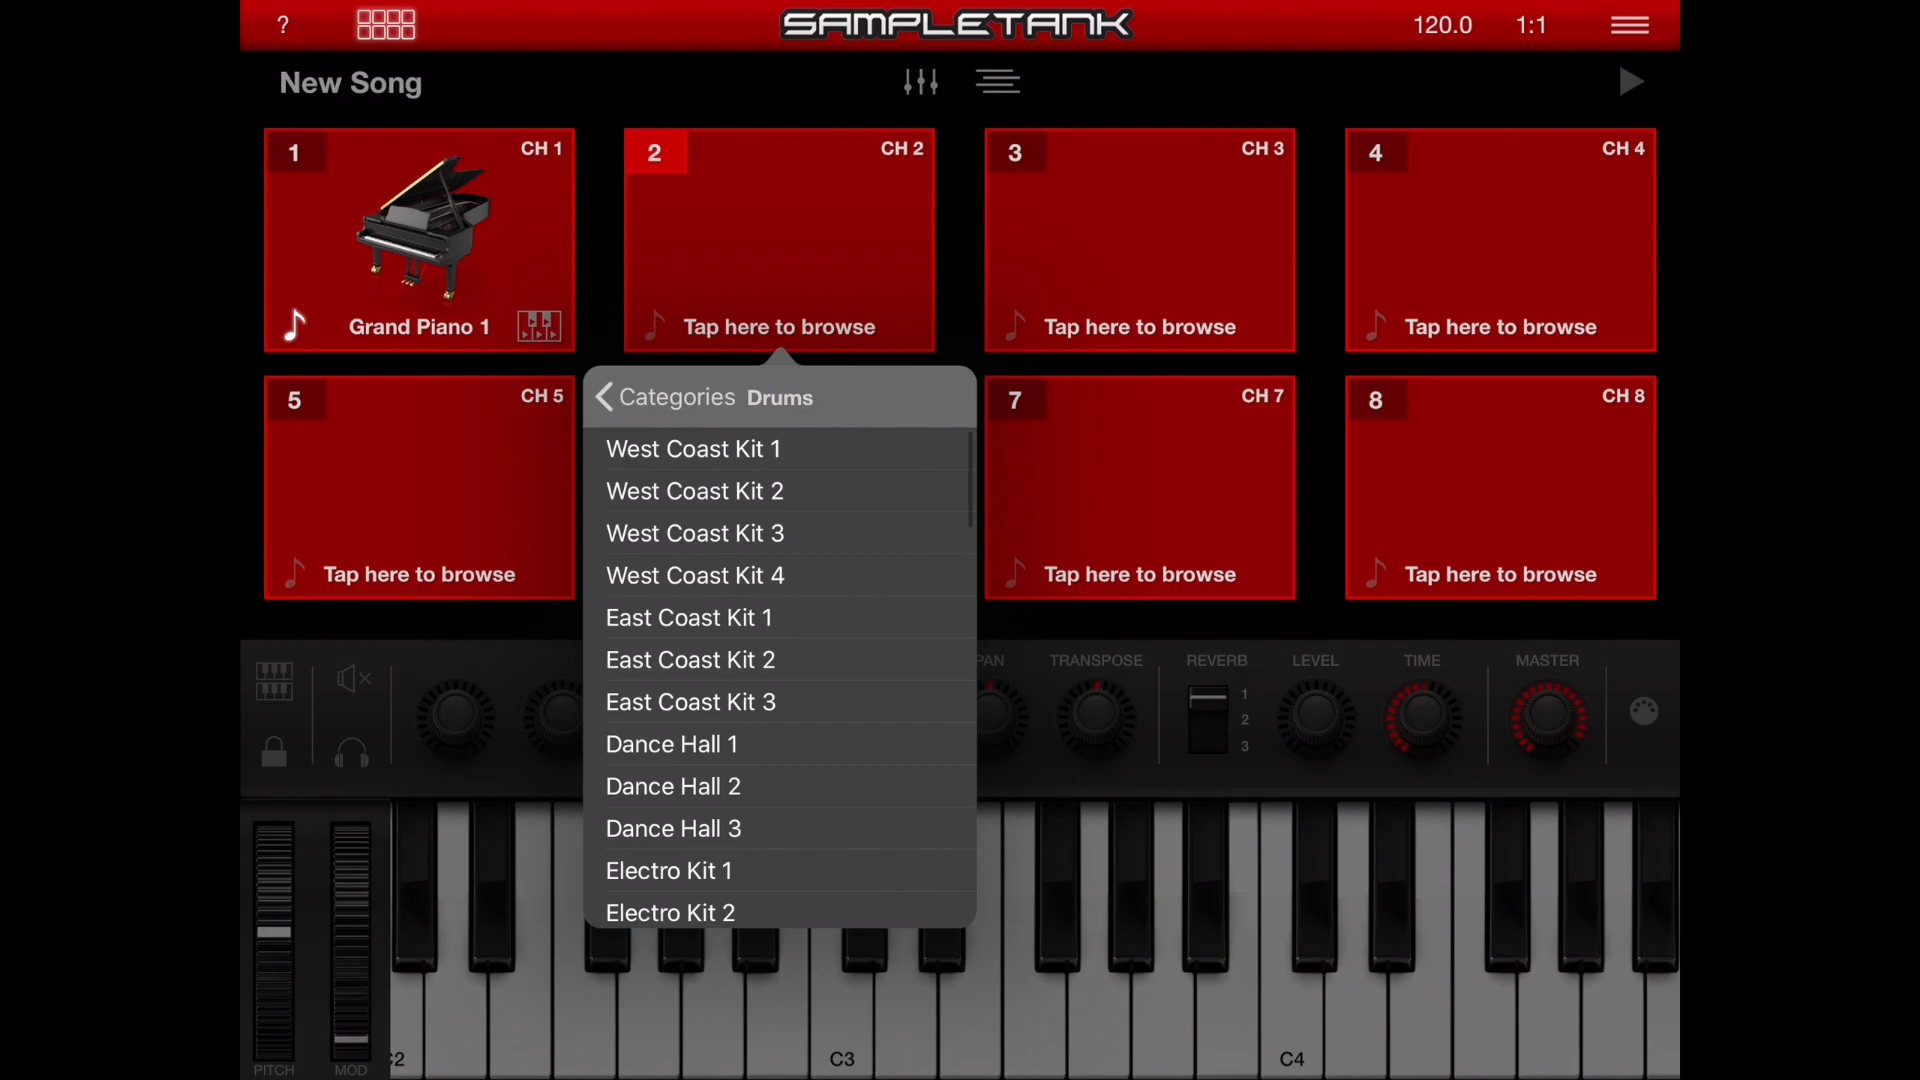 ?
SAMPLETANK
120.0
1:1
New Song
1
CH 1
Grand Piano 1
2
CH 2
Tap here to browse
3
CH 3
Tap here to browse
4
CH 4
Tap here to browse
5
CH 5
Tap here to browse
Categories
Drums
West Coast Kit 1
West Coast Kit 2
West Coast Kit 3
West Coast Kit 4
East Coast Kit 1
East Coast Kit 2
East Coast Kit 3
Dance Hall 1
Dance Hall 2
Dance Hall 3
Electro Kit 1
Electro Kit 2
7
CH 7
Tap here to browse
8
CH 8
Tap here to browse
PAN
TRANSPOSE
REVERB
1
2
3
LEVEL
TIME
MASTER
PITCH
MOD
C3
C4